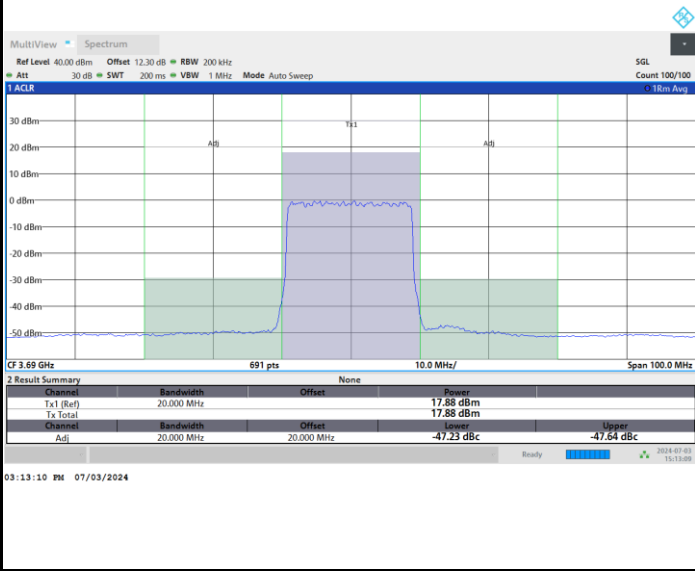 MultiView Spectrum
Ref Level 40.00 dBm Offset 12.30 dB RBW 200 kHz SGL
Att 30 dB SWT 200 ms VBW 1 MHz Mode Auto Sweep Count 100/100
1 ACLR 1Rm Avg
30 dBm
Tx1
20 dBm
Adj Adj
10 dBm
0 dBm
-10 dBm
-20 dBm
-30 dBm
-40 dBm
-50 dBm
CF 3.69 GHz 691 pts 10.0 MHz/ Span 100.0 MHz
2 Result Summary None
Channel Bandwidth Offset Power
Tx1 (Ref) 20.000 MHz 17.88 dBm
Tx Total 17.88 dBm
Channel Bandwidth Offset Lower Upper
Adj 20.000 MHz 20.000 MHz -47.23 dBc -47.64 dBc
Ready 2024-07-03
15:13:09
03:13:10 PM 07/03/2024